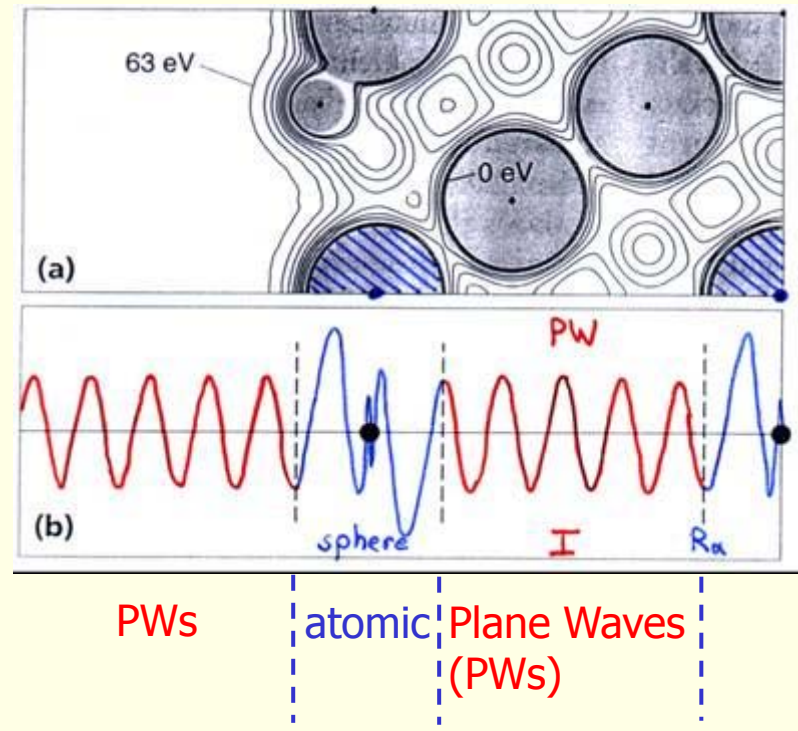 63 eV
0 eV
(a)
PW
(b)
sphere
I
Rα
PWs
atomic
Plane Waves
(PWs)